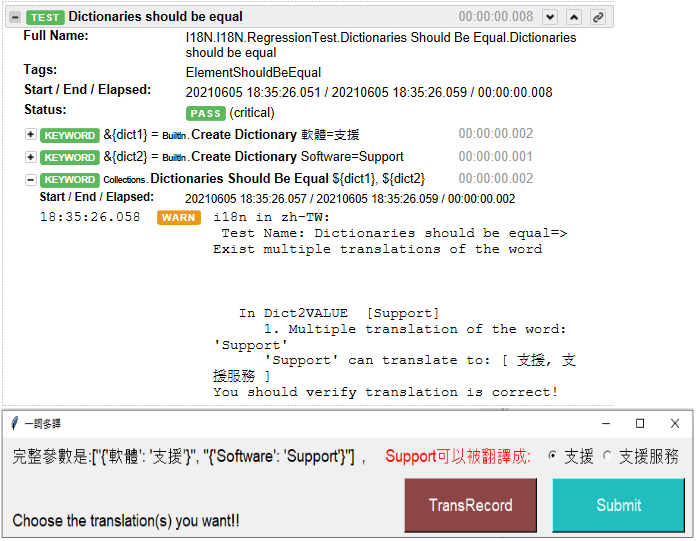 TEST Dictionaries should be equal 00:00:00.008
Full Name: I18N.I18N.RegressionTest.Dictionaries Should Be Equal.Dictionaries
should be equal
Tags: ElementShouldBeEqual
Start / End / Elapsed: 20210605 18:35:26.051 / 20210605 18:35:26.059 / 00:00:00.008
Status: PASS (critical)
KEYWORD &{dict1} = BuiltIn.Create Dictionary 軟體=支援 00:00:00.002
KEYWORD &{dict2} = BuiltIn.Create Dictionary Software=Support 00:00:00.001
KEYWORD Collections.Dictionaries Should Be Equal ${dict1}, ${dict2} 00:00:00.002
Start / End / Elapsed: 20210605 18:35:26.057 / 20210605 18:35:26.059 / 00:00:00.002
18:35:26.058 WARN i18n in zh-TW:
Test Name: Dictionaries should be equal=>
Exist multiple translations of the word
In Dict2VALUE [Support]
1. Multiple translation of the word:
'Support'
'Support' can translate to: [ 支援, 支
援服務 ]
You should verify translation is correct!
一詞多譯
完整參數是:["{'軟體': '支援'}", "{'Software': 'Support'}"] , Support可以被翻譯成: 支援 支援服務
TransRecord Submit
Choose the translation(s) you want!!